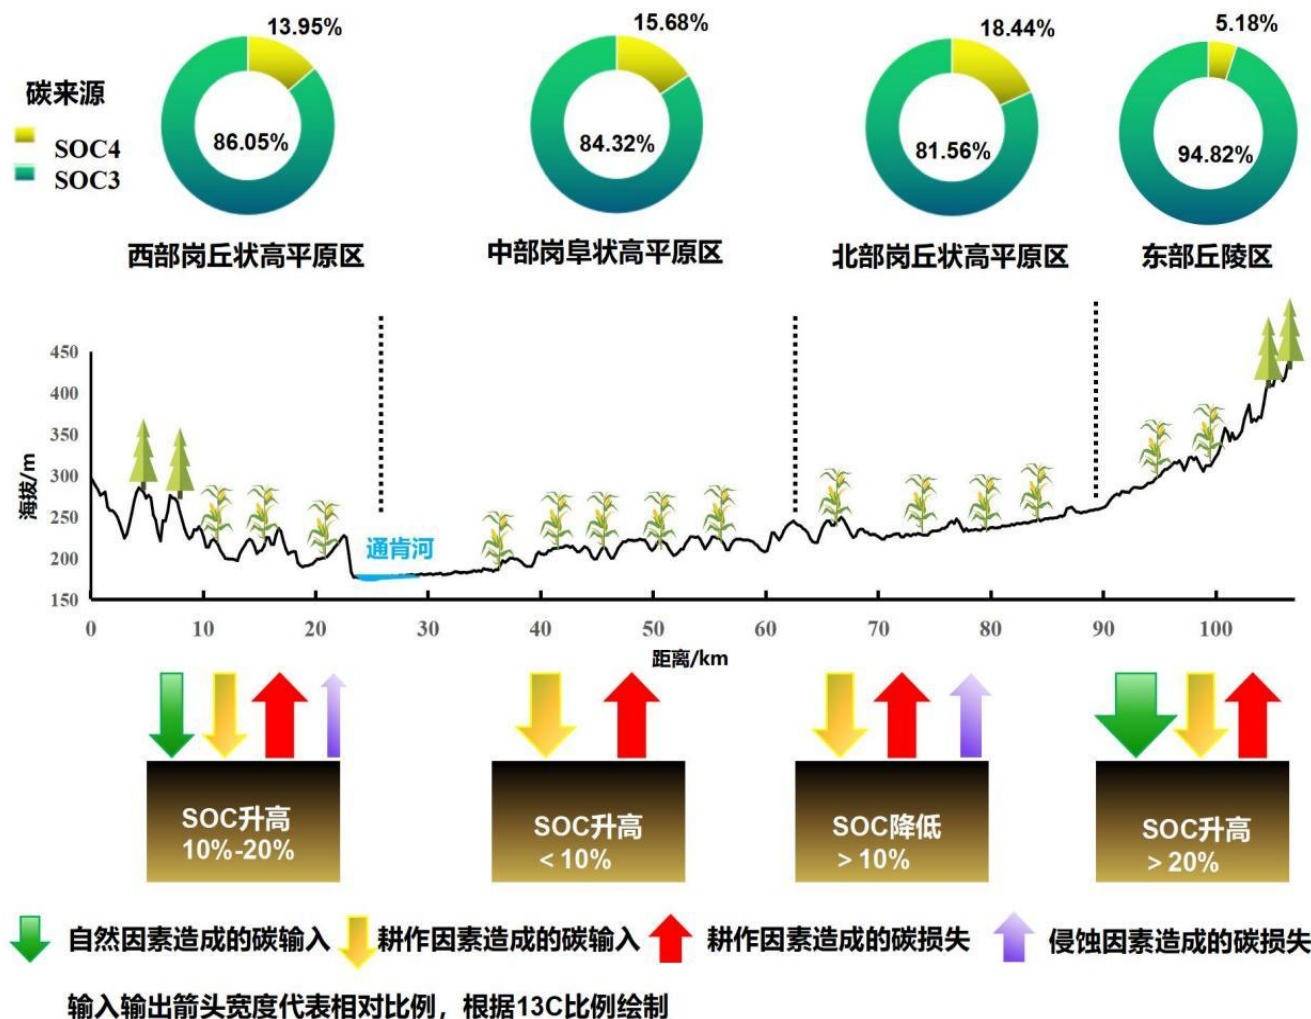 13.95%
15.68%
18.44%
5.18%
碳来源
SOC4
SOC3
86.05%
84.32%
81.56%
94.82%
西部岗丘状高平原区
中部岗阜状高平原区
北部岗丘状高平原区
东部丘陵区
海拔/m
450
400
350
300
250
200
150
通肯河
0 10 20 30 40 50 60 70 80 90 100
距离/km
SOC升高
10%-20%
SOC升高
＜10%
SOC降低
＞10%
SOC升高
＞20%
自然因素造成的碳输入
耕作因素造成的碳输入
耕作因素造成的碳损失
侵蚀因素造成的碳损失
输入输出箭头宽度代表相对比例，根据13C比例绘制